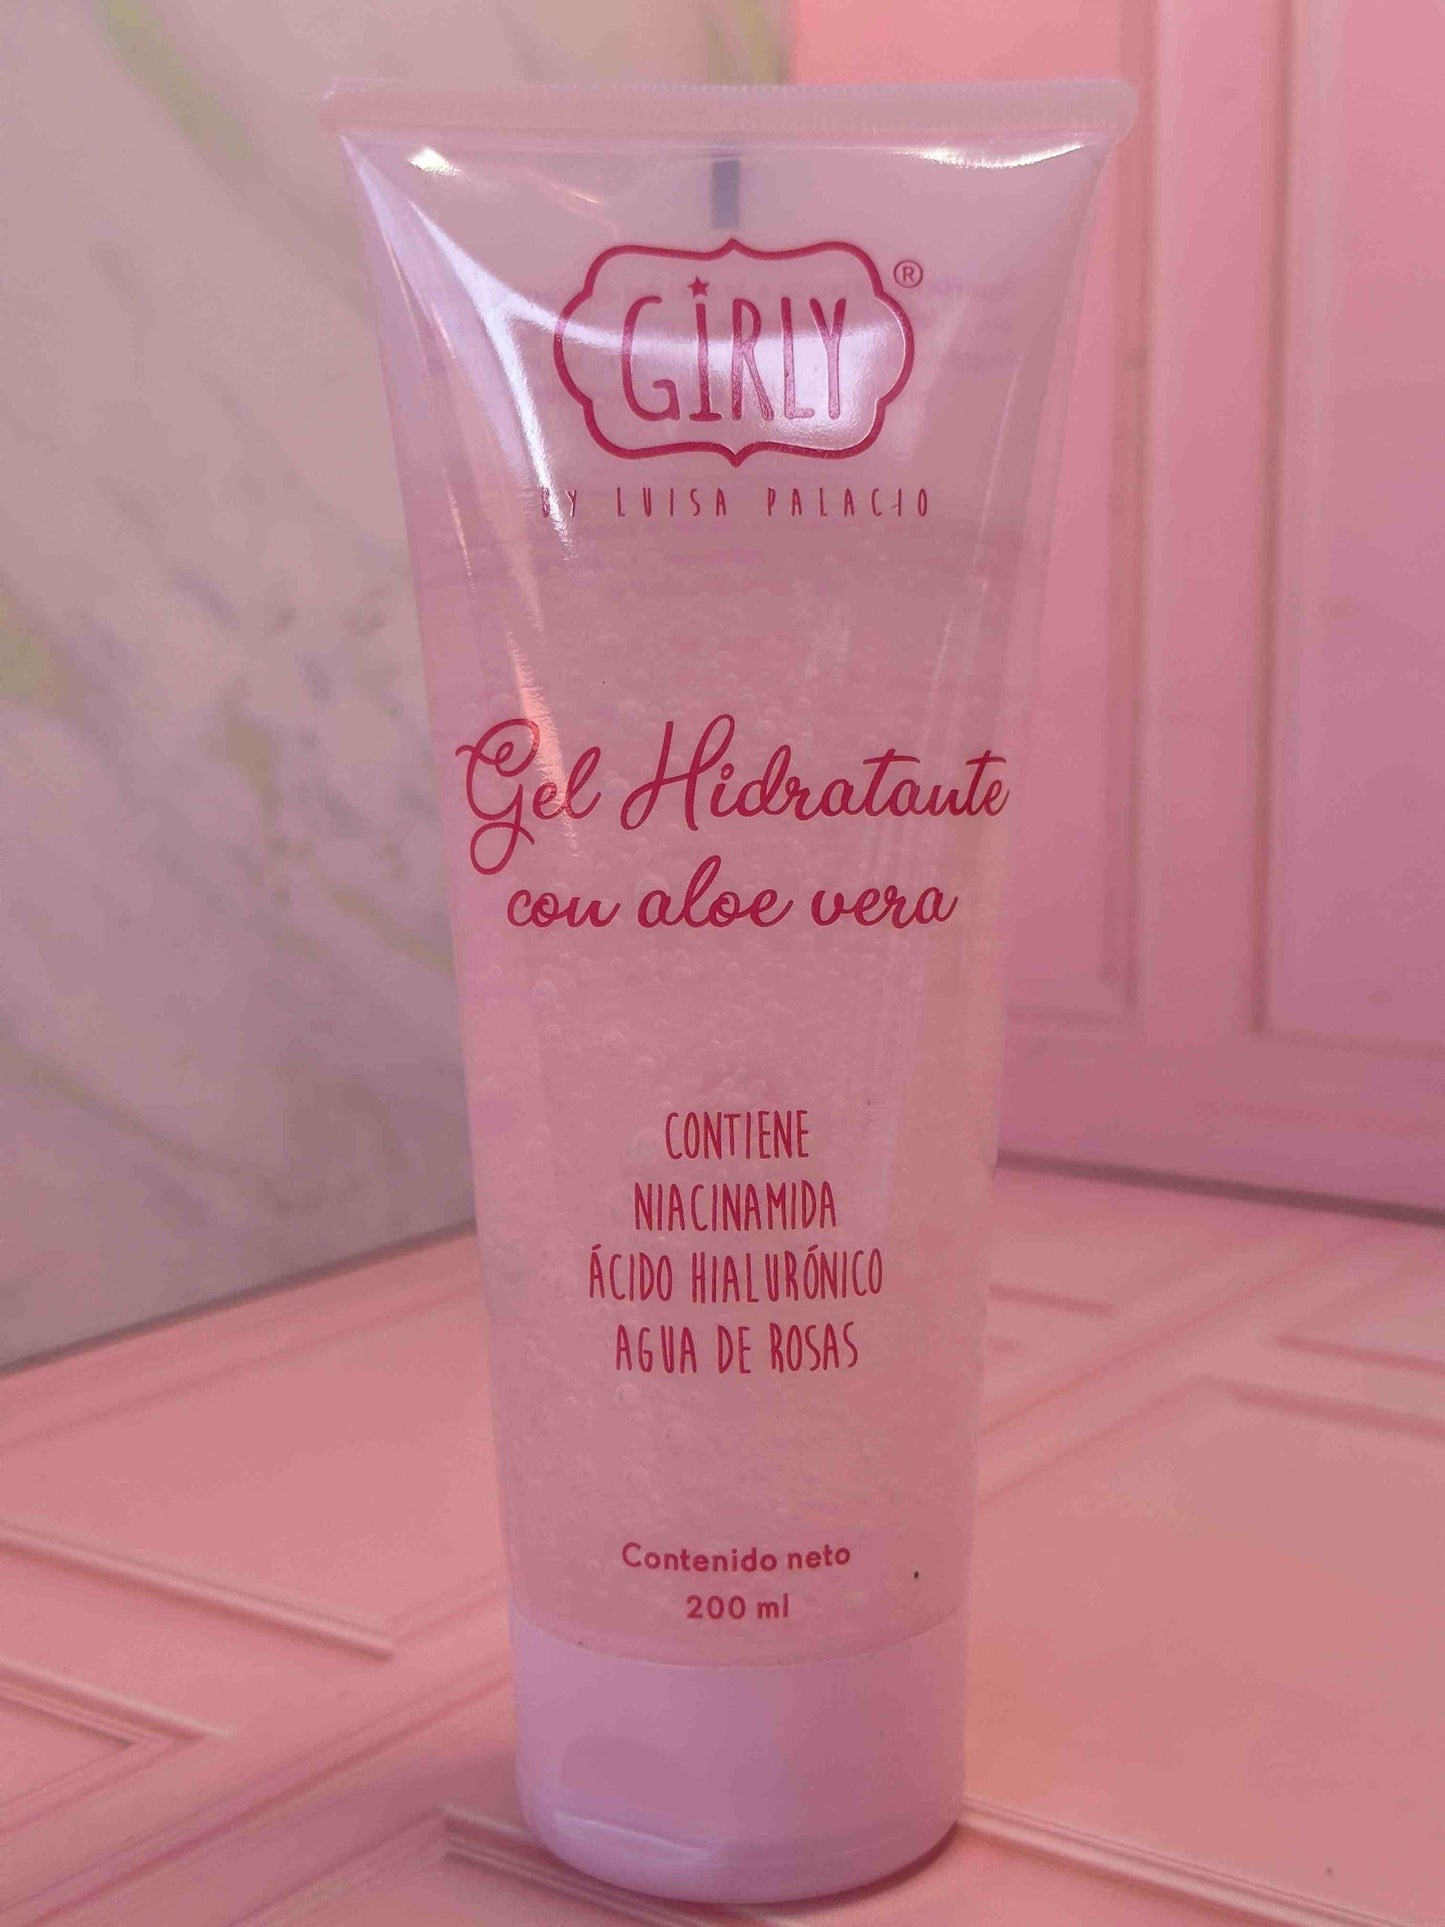 GiRLY ®
BY LUISA PALACIO
Gel Hidratante
con aloe vera
CONTIENE
NIACINAMIDA
ÁCIDO HIALURÓNICO
AGUA DE ROSAS
Contenido neto
200 ml